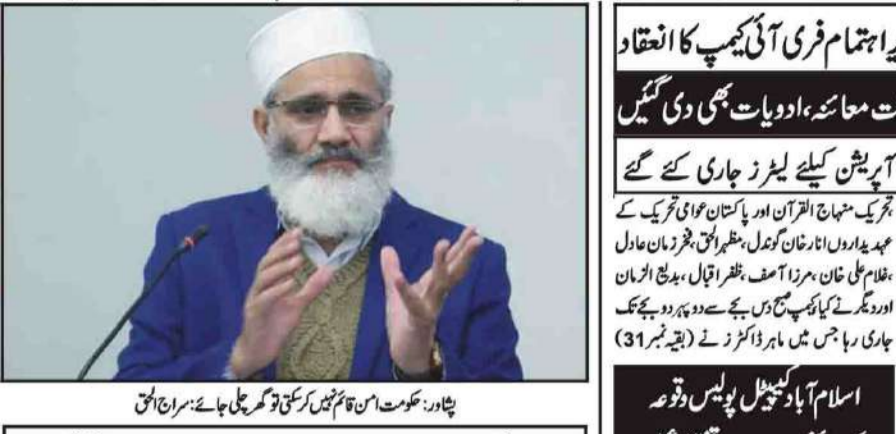 اہتمام فری آئی کیمپ کا انعقاد
ت معائنہ، ادویات بھی دی گئیں
آپریشن کیلئے لیٹرز جاری کئے گئے
تحریک منہاج القرآن اور پاکستان عوامی تحریک کے
عہدیداروں انار خان گوندل، مظہر الحق، فخر زمان عادل
،غلام علی خان، مرزا آصف، ظفر اقبال، بدیع الزمان
اور دیگر نے کیا، کیمپ صبح دس بجے سے دو پہر دو بجے تک
جاری رہا جس میں ماہر ڈاکٹرز نے (بقیہ نمبر 31)
اسلام آباد کیپیٹل پولیس وقوعہ
پشاور: حکومت امن قائم نہیں کرسکتی تو گھر چلی جائے: سراج الحق